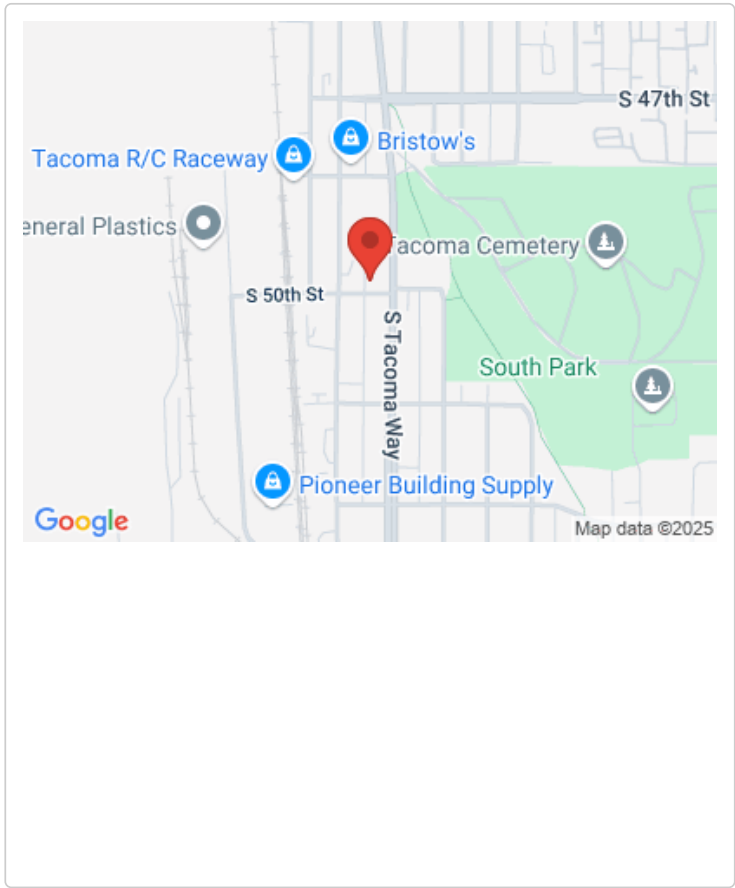 S 47th St
Bristow's
Tacoma R/C Raceway
eneral Plastics
acoma Cemetery
S 50th St
S Tacoma Way
South Park
Pioneer Building Supply
Google
Map data ©2025